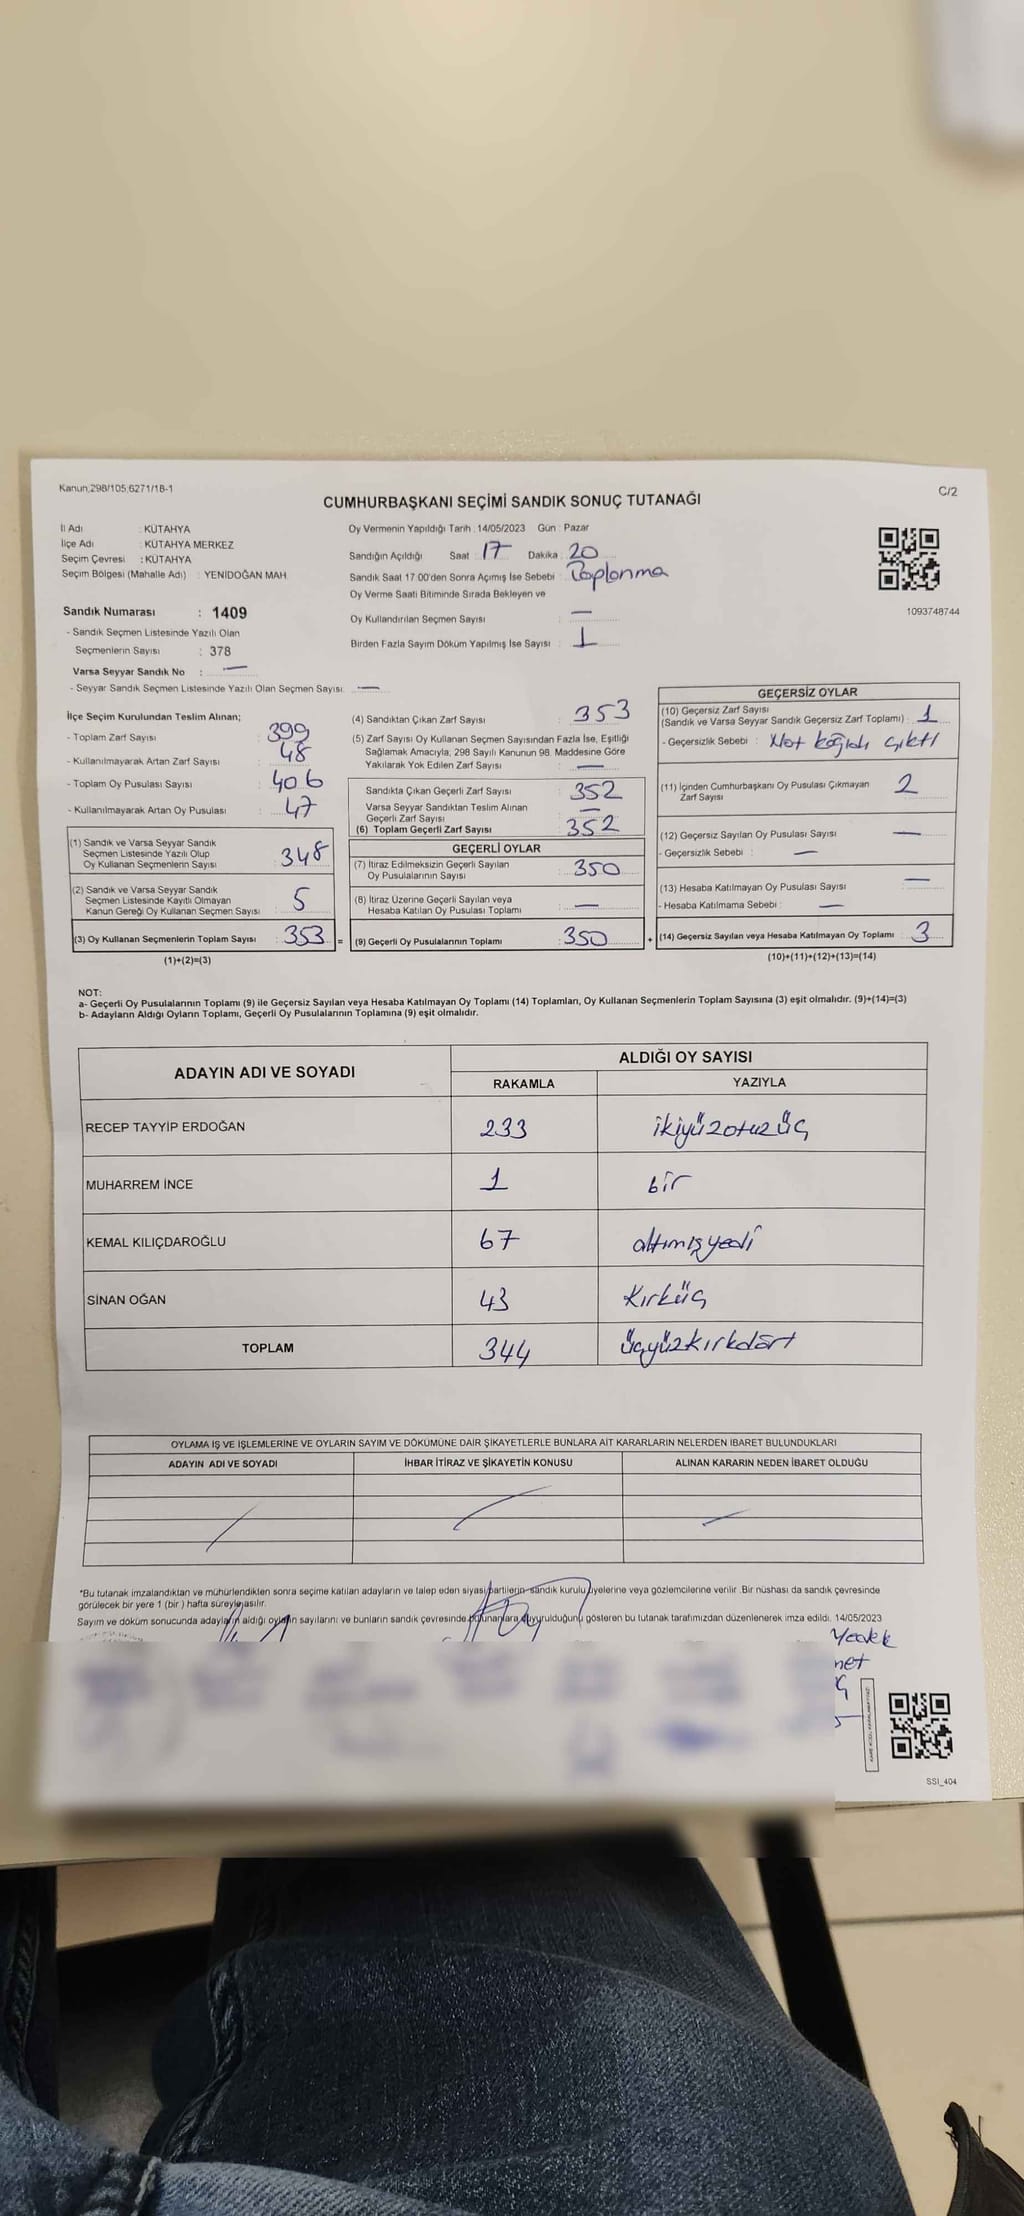 Kanun;298/105,6271/18-1
C/2
CUMHURBAŞKANI SEÇİMİ SANDIK SONUÇ TUTANAĞI
İl Adı : KÜTAHYA
İlçe Adı : KÜTAHYA MERKEZ
Seçim Çevresi : KÜTAHYA
Seçim Bölgesi (Mahalle Adı) : YENİDOĞAN MAH
Sandık Numarası : 1409
- Sandık Seçmen Listesinde Yazılı Olan
Seçmenlerin Sayısı : 378
Varsa Seyyar Sandık No : —
- Seyyar Sandık Seçmen Listesinde Yazılı Olan Seçmen Sayısı: —
Oy Vermenin Yapıldığı Tarih : 14/05/2023 Gün : Pazar
Sandığın Açıldığı Saat : 17 Dakika : 20
Sandık Saat 17:00'den Sonra Açımış İse Sebebi : Toplanma
Oy Verme Saati Bitiminde Sırada Bekleyen ve
Oy Kullandırılan Seçmen Sayısı : —
Birden Fazla Sayım Döküm Yapılmış İse Sayısı : 1
1093748744
İlçe Seçim Kurulundan Teslim Alınan;
- Toplam Zarf Sayısı : 399
- Kullanılmayarak Artan Zarf Sayısı : 48
- Toplam Oy Pusulası Sayısı : 406
- Kullanılmayarak Artan Oy Pusulası : 47
(1) Sandık ve Varsa Seyyar Sandık
Seçmen Listesinde Yazılı Olup
Oy Kullanan Seçmenlerin Sayısı : 348
(2) Sandık ve Varsa Seyyar Sandık
Seçmen Listesinde Kayıtlı Olmayan
Kanun Gereği Oy Kullanan Seçmen Sayısı : 5
(3) Oy Kullanan Seçmenlerin Toplam Sayısı : 353 =
(1)+(2)=(3)
(4) Sandıktan Çıkan Zarf Sayısı : 353
(5) Zarf Sayısı Oy Kullanan Seçmen Sayısından Fazla İse, Eşitliği
Sağlamak Amacıyla, 298 Sayılı Kanunun 98. Maddesine Göre
Yakılarak Yok Edilen Zarf Sayısı : —
Sandıkta Çıkan Geçerli Zarf Sayısı : 352
Varsa Seyyar Sandıktan Teslim Alınan
Geçerli Zarf Sayısı : —
(6) Toplam Geçerli Zarf Sayısı : 352
GEÇERLİ OYLAR
(7) İtiraz Edilmeksizin Geçerli Sayılan
Oy Pusulalarının Sayısı : 350
(8) İtiraz Üzerine Geçerli Sayılan veya
Hesaba Katılan Oy Pusulası Toplamı : —
(9) Geçerli Oy Pusulalarının Toplamı : 350 +
GEÇERSİZ OYLAR
(10) Geçersiz Zarf Sayısı
(Sandık ve Varsa Seyyar Sandık Geçersiz Zarf Toplamı) : 1
- Geçersizlik Sebebi : Not kağıdı çıktı
(11) İçinden Cumhurbaşkanı Oy Pusulası Çıkmayan
Zarf Sayısı : 2
(12) Geçersiz Sayılan Oy Pusulası Sayısı : —
- Geçersizlik Sebebi : —
(13) Hesaba Katılmayan Oy Pusulası Sayısı : —
- Hesaba Katılmama Sebebi : —
(14) Geçersiz Sayılan veya Hesaba Katılmayan Oy Toplamı : 3
(10)+(11)+(12)+(13)=(14)
NOT:
a- Geçerli Oy Pusulalarının Toplamı (9) ile Geçersiz Sayılan veya Hesaba Katılmayan Oy Toplamı (14) Toplamları, Oy Kullanan Seçmenlerin Toplam Sayısına (3) eşit olmalıdır. (9)+(14)=(3)
b- Adayların Aldığı Oyların Toplamı, Geçerli Oy Pusulalarının Toplamına (9) eşit olmalıdır.
ADAYIN ADI VE SOYADI
ALDIĞI OY SAYISI
RAKAMLA YAZIYLA
RECEP TAYYİP ERDOĞAN 233 ikiyüzotuzüç
MUHARREM İNCE 1 bir
KEMAL KILIÇDAROĞLU 67 altımışyedi
SİNAN OĞAN 43 Kırküç
TOPLAM 344 Üçyüzkırkdört
OYLAMA İŞ VE İŞLEMLERİNE VE OYLARIN SAYIM VE DÖKÜMÜNE DAİR ŞİKAYETLERLE BUNLARA AİT KARARLARIN NELERDEN İBARET BULUNDUKLARI
ADAYIN ADI VE SOYADI İHBAR İTİRAZ VE ŞİKAYETİN KONUSU ALINAN KARARIN NEDEN İBARET OLDUĞU
*Bu tutanak imzalandıktan ve mühürlendikten sonra seçime katılan adayların ve talep eden siyasi partilerin sandık kurulu üyelerine veya gözlemcilerine verilir. Bir nüshası da sandık çevresinde
görülecek bir yere 1 (bir ) hafta süreyle asılır.
Sayım ve döküm sonucunda adayların aldığı oyların sayılarını ve bunların sandık çevresinde bulunanlara duyurulduğunu gösteren bu tutanak tarafımızdan düzenlenerek imza edildi. 14/05/2023
Yedek
SSI_404